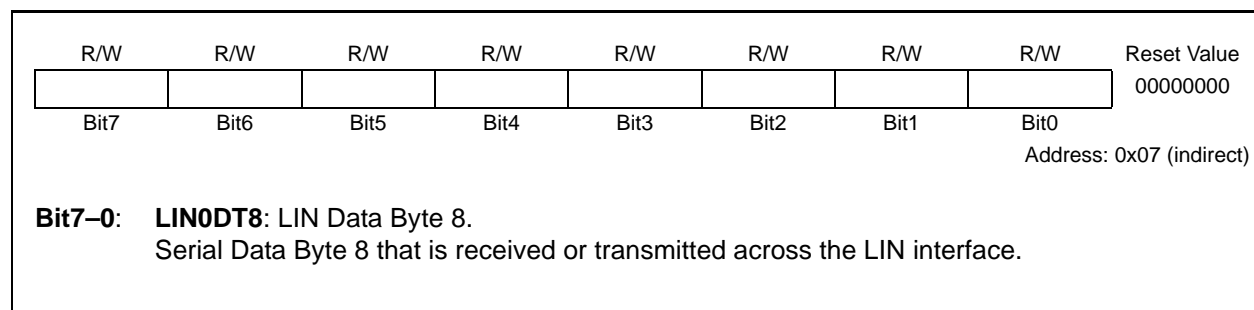 R/W R/W R/W R/W R/W R/W R/W R/W Reset Value
00000000
Bit7 Bit6 Bit5 Bit4 Bit3 Bit2 Bit1 Bit0
Address: 0x07 (indirect)
Bit7–0: LIN0DT8: LIN Data Byte 8.
Serial Data Byte 8 that is received or transmitted across the LIN interface.